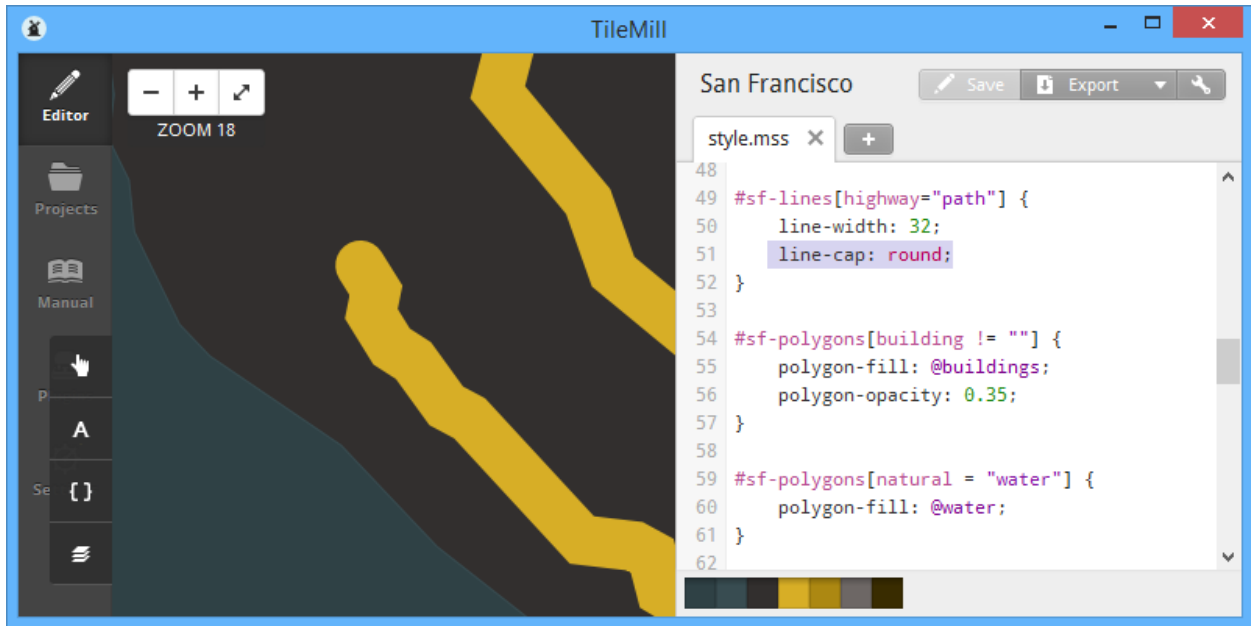 TileMill
Editor
Projects
Manual
P
Se
A
{}
ZOOM 18
San Francisco
Save
Export
style.mss
48
49 #sf-lines[highway="path"] {
50 line-width: 32;
51 line-cap: round;
52 }
53
54 #sf-polygons[building != ""] {
55 polygon-fill: @buildings;
56 polygon-opacity: 0.35;
57 }
58
59 #sf-polygons[natural = "water"] {
60 polygon-fill: @water;
61 }
62